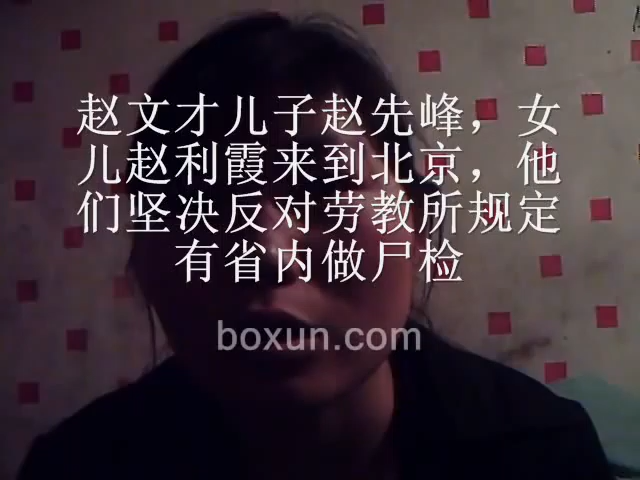 赵文才儿子赵先峰，女
儿赵利霞来到北京，他
们坚决反对劳教所规定
有省内做尸检
boxun.com